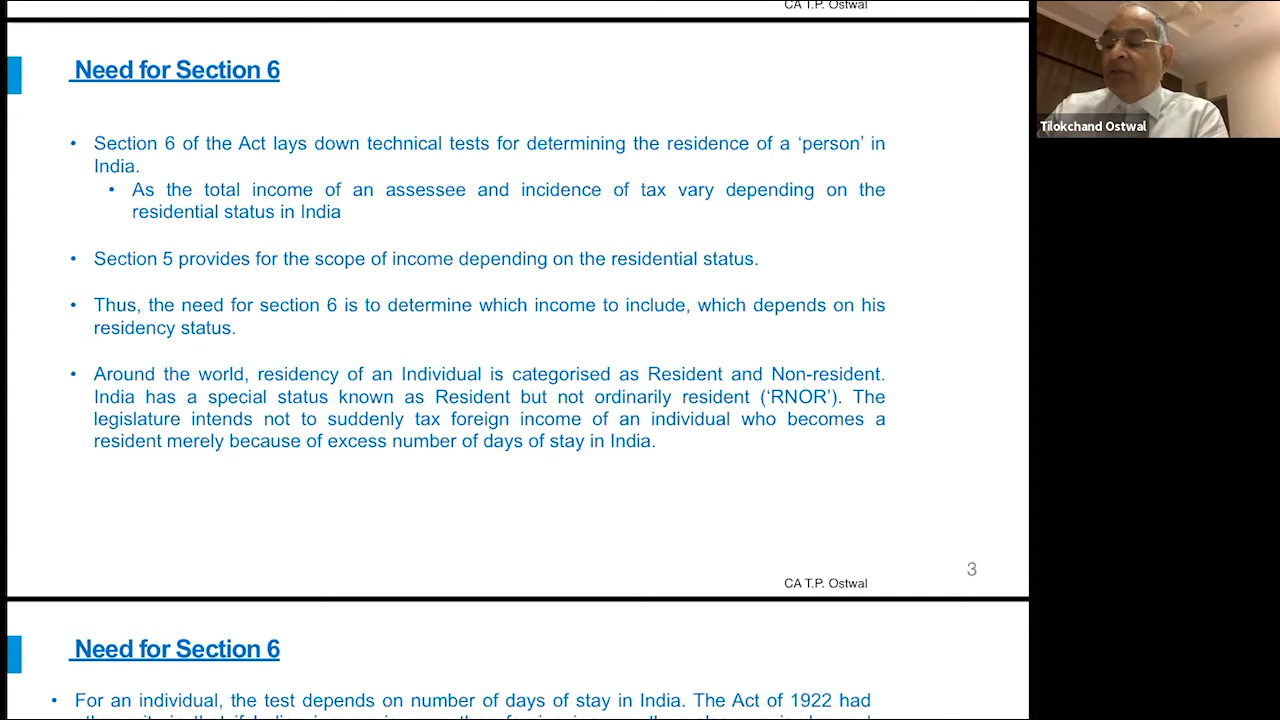 CA T.P. Ostwal
Need for Section 6
• Section 6 of the Act lays down technical tests for determining the residence of a ‘person’ in
India.
• As the total income of an assessee and incidence of tax vary depending on the
residential status in India
• Section 5 provides for the scope of income depending on the residential status.
• Thus, the need for section 6 is to determine which income to include, which depends on his
residency status.
• Around the world, residency of an Individual is categorised as Resident and Non-resident.
India has a special status known as Resident but not ordinarily resident (‘RNOR’). The
legislature intends not to suddenly tax foreign income of an individual who becomes a
resident merely because of excess number of days of stay in India.
3
CA T.P. Ostwal
Need for Section 6
• For an individual, the test depends on number of days of stay in India. The Act of 1922 had
Tilokchand Ostwal